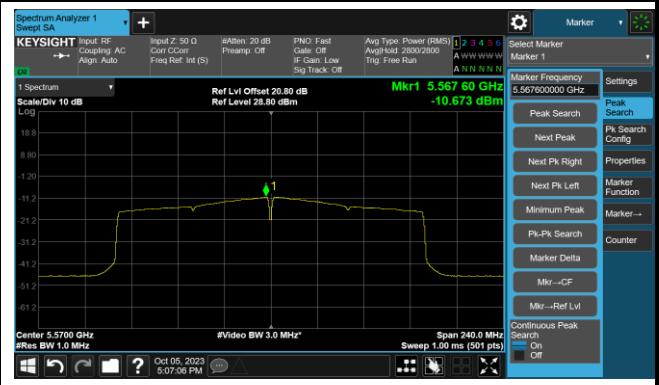 Spectrum Analyzer 1
Swept SA
Marker
KEYSIGHT
Input: RF
Coupling: AC
Align: Auto
Input Z: 50 Ω
Corr CCorr
Freq Ref: Int (S)
#Atten: 20 dB
Preamp: Off
PNO: Fast
Gate: Off
IF Gain: Low
Sig Track: Off
Avg Type: Power (RMS)
Avg|Hold: 2800/2800
Trig: Free Run
1 2 3 4 5 6
A W W W W W
A N N N N N
LXI
1 Spectrum
Scale/Div 10 dB
Log
Ref Lvl Offset 20.80 dB
Ref Level 28.80 dBm
Mkr1 5.567 60 GHz
-10.673 dBm
18.8
8.80
-1.20
-11.2
-21.2
-31.2
-41.2
-51.2
-61.2
1
Center 5.5700 GHz
#Res BW 1.0 MHz
#Video BW 3.0 MHz*
Span 240.0 MHz
Sweep 1.00 ms (501 pts)
Select Marker
Marker 1
Marker Frequency
5.567600000 GHz
Peak Search
Next Peak
Next Pk Right
Next Pk Left
Minimum Peak
Pk-Pk Search
Marker Delta
Mkr→CF
Mkr→Ref Lvl
Continuous Peak
Search
On
Off
Settings
Peak
Search
Pk Search
Config
Properties
Marker
Function
Marker→
Counter
?
Oct 05, 2023
5:07:06 PM